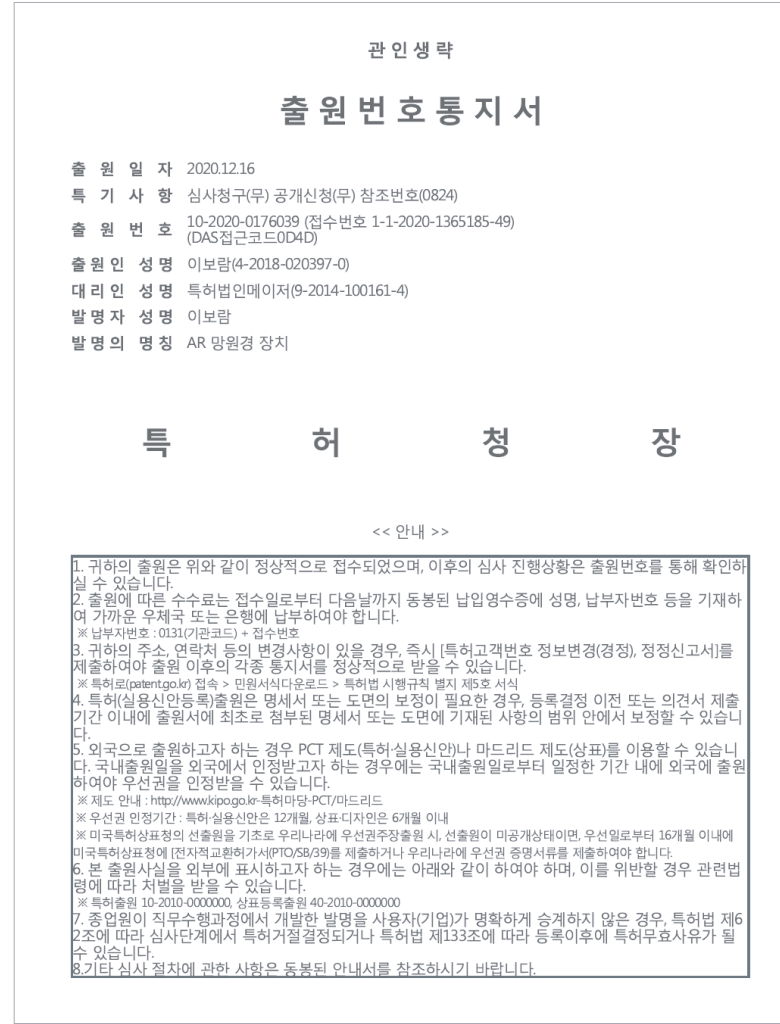 관 인 생 략
출 원 번 호 통 지 서
출 원 일 자 2020.12.16
특 기 사 항 심사청구(무) 공개신청(무) 참조번호(0824)
출 원 번 호 10-2020-0176039 (접수번호 1-1-2020-1365185-49)
(DAS접근코드0D4D)
출 원 인 성 명 이보람(4-2018-020397-0)
대 리 인 성 명 특허법인메이저(9-2014-100161-4)
발 명 자 성 명 이보람
발 명 의 명 칭 AR 망원경 장치
특 허 청 장
<< 안내 >>
1. 귀하의 출원은 위와 같이 정상적으로 접수되었으며, 이후의 심사 진행상황은 출원번호를 통해 확인하
실 수 있습니다.
2. 출원에 따른 수수료는 접수일로부터 다음날까지 동봉된 납입영수증에 성명, 납부자번호 등을 기재하
여 가까운 우체국 또는 은행에 납부하여야 합니다.
※ 납부자번호 : 0131(기관코드) + 접수번호
3. 귀하의 주소, 연락처 등의 변경사항이 있을 경우, 즉시 [특허고객번호 정보변경(경정), 정정신고서]를
제출하여야 출원 이후의 각종 통지서를 정상적으로 받을 수 있습니다.
※ 특허로(patent.go.kr) 접속 > 민원서식다운로드 > 특허법 시행규칙 별지 제5호 서식
4. 특허(실용신안등록)출원은 명세서 또는 도면의 보정이 필요한 경우, 등록결정 이전 또는 의견서 제출
기간 이내에 출원서에 최초로 첨부된 명세서 또는 도면에 기재된 사항의 범위 안에서 보정할 수 있습니
다.
5. 외국으로 출원하고자 하는 경우 PCT 제도(특허·실용신안)나 마드리드 제도(상표)를 이용할 수 있습니
다. 국내출원일을 외국에서 인정받고자 하는 경우에는 국내출원일로부터 일정한 기간 내에 외국에 출원
하여야 우선권을 인정받을 수 있습니다.
※ 제도 안내 : http://www.kipo.go.kr-특허마당-PCT/마드리드
※ 우선권 인정기간 : 특허·실용신안은 12개월, 상표·디자인은 6개월 이내
※ 미국특허상표청의 선출원을 기초로 우리나라에 우선권주장출원 시, 선출원이 미공개상태이면, 우선일로부터 16개월 이내에
미국특허상표청에 [전자적교환허가서(PTO/SB/39)를 제출하거나 우리나라에 우선권 증명서류를 제출하여야 합니다.
6. 본 출원사실을 외부에 표시하고자 하는 경우에는 아래와 같이 하여야 하며, 이를 위반할 경우 관련법
령에 따라 처벌을 받을 수 있습니다.
※ 특허출원 10-2010-0000000, 상표등록출원 40-2010-0000000
7. 종업원이 직무수행과정에서 개발한 발명을 사용자(기업)가 명확하게 승계하지 않은 경우, 특허법 제6
2조에 따라 심사단계에서 특허거절결정되거나 특허법 제133조에 따라 등록이후에 특허무효사유가 될
수 있습니다.
8.기타 심사 절차에 관한 사항은 동봉된 안내서를 참조하시기 바랍니다.